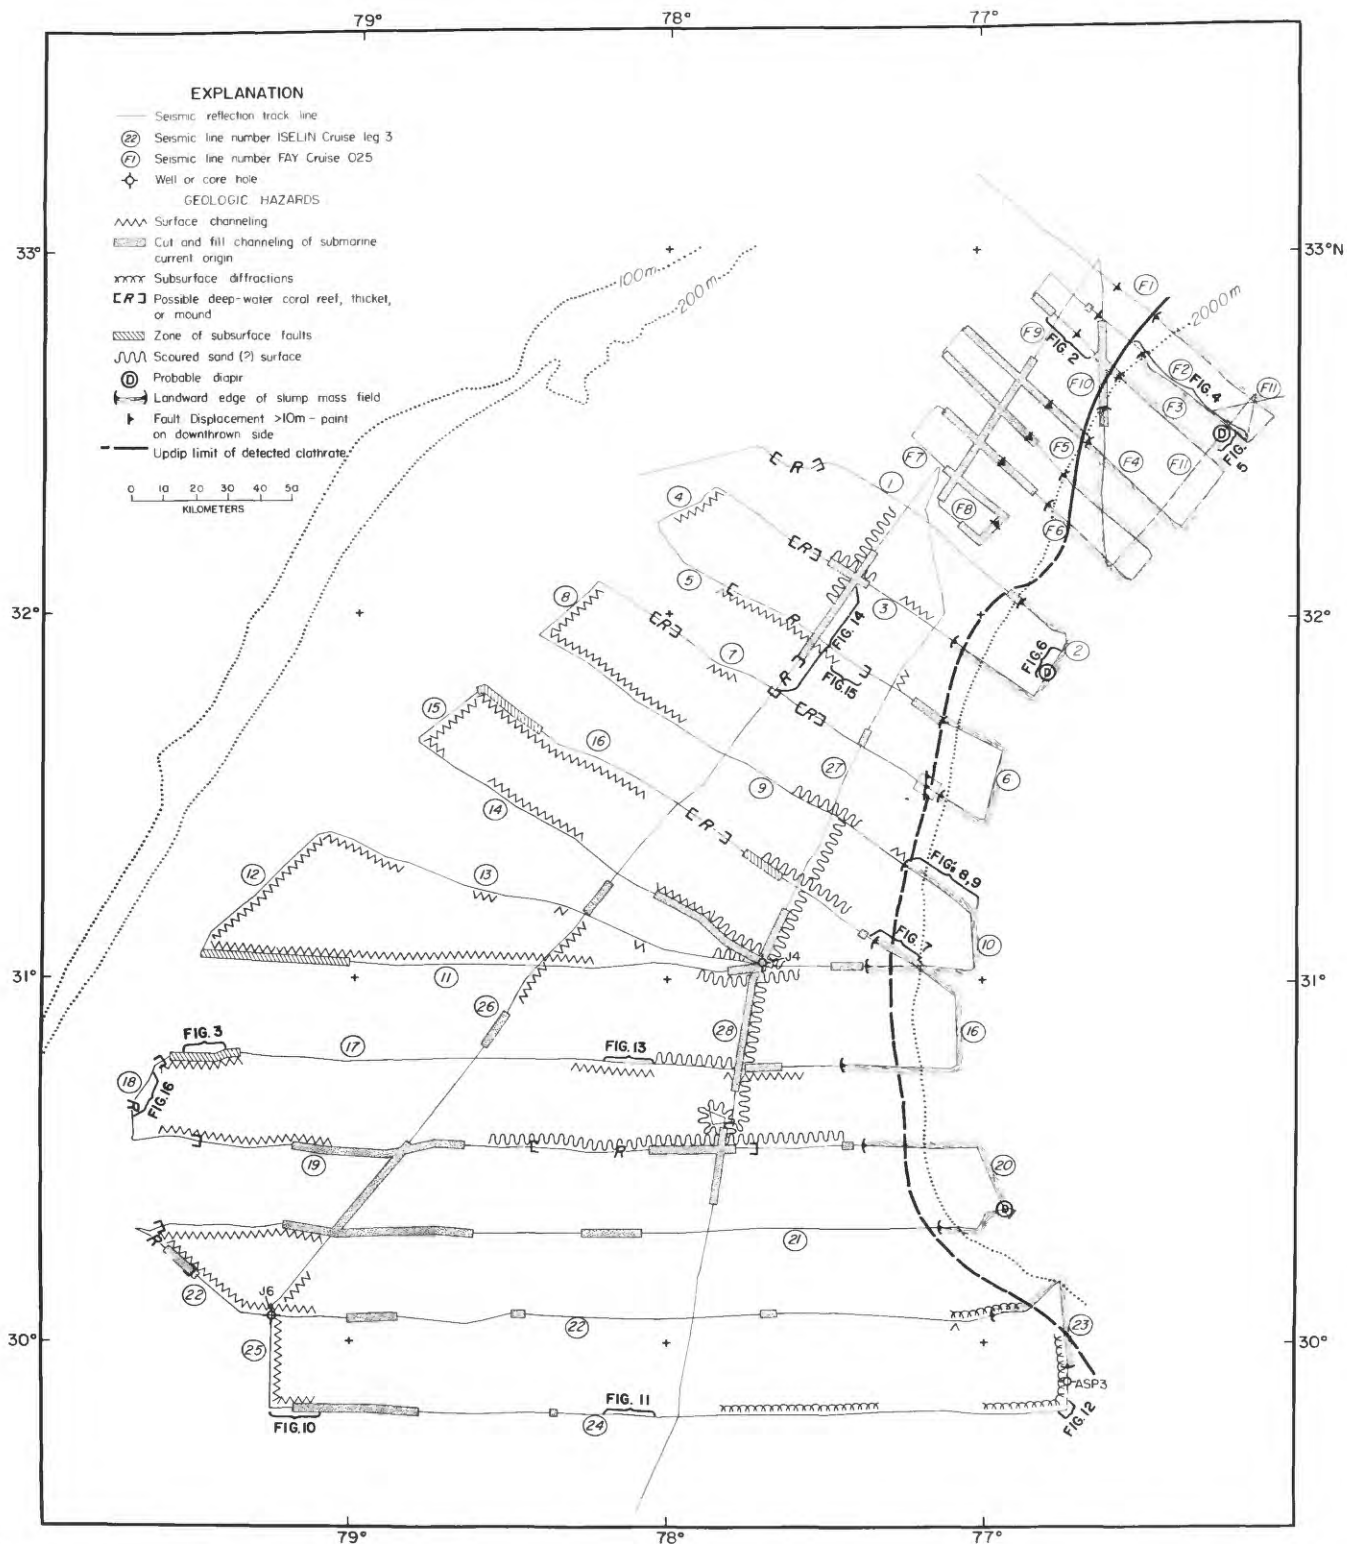 79°
78°
77°
EXPLANATION
Seismic reflection track line
22 Seismic line number ISELIN Cruise leg 3
F1 Seismic line number FAY Cruise 025
Well or core hole
GEOLOGIC HAZARDS
Surface channeling
Cut and fill channeling of submarine
current origin
Subsurface diffractions
[R] Possible deep-water coral reef, thicket,
or mound
Zone of subsurface faults
Scoured sand (?) surface
D Probable diapir
Landward edge of slump mass field
Fault Displacement >10m - paint
on downthrown side
Updip limit of detected clathrate.
0 10 20 30 40 50
KILOMETERS
33°
33°N
100m
200m
2000m
F1
F9
FIG. 2
F10
F2
FIG. 4
F11
F3
D
FIG. 5
F5
F4
F11
F7
R
1
F8
F6
4
R
5
R
3
FIG. 14
8
R
7
FIG. 15
R
R
32°
32°
FIG. 6
2
D
15
16
14
9
27
6
R
12
13
FIG. 8,9
10
FIG. 7
J4
31°
31°
11
26
28
16
FIG. 3
17
FIG. 13
18
FIG. 16
R
19
R
20
D
21
R
22
J6
22
23
30°
30°
25
ASP3
FIG. 10
FIG. 11
24
FIG. 12
79°
78°
77°